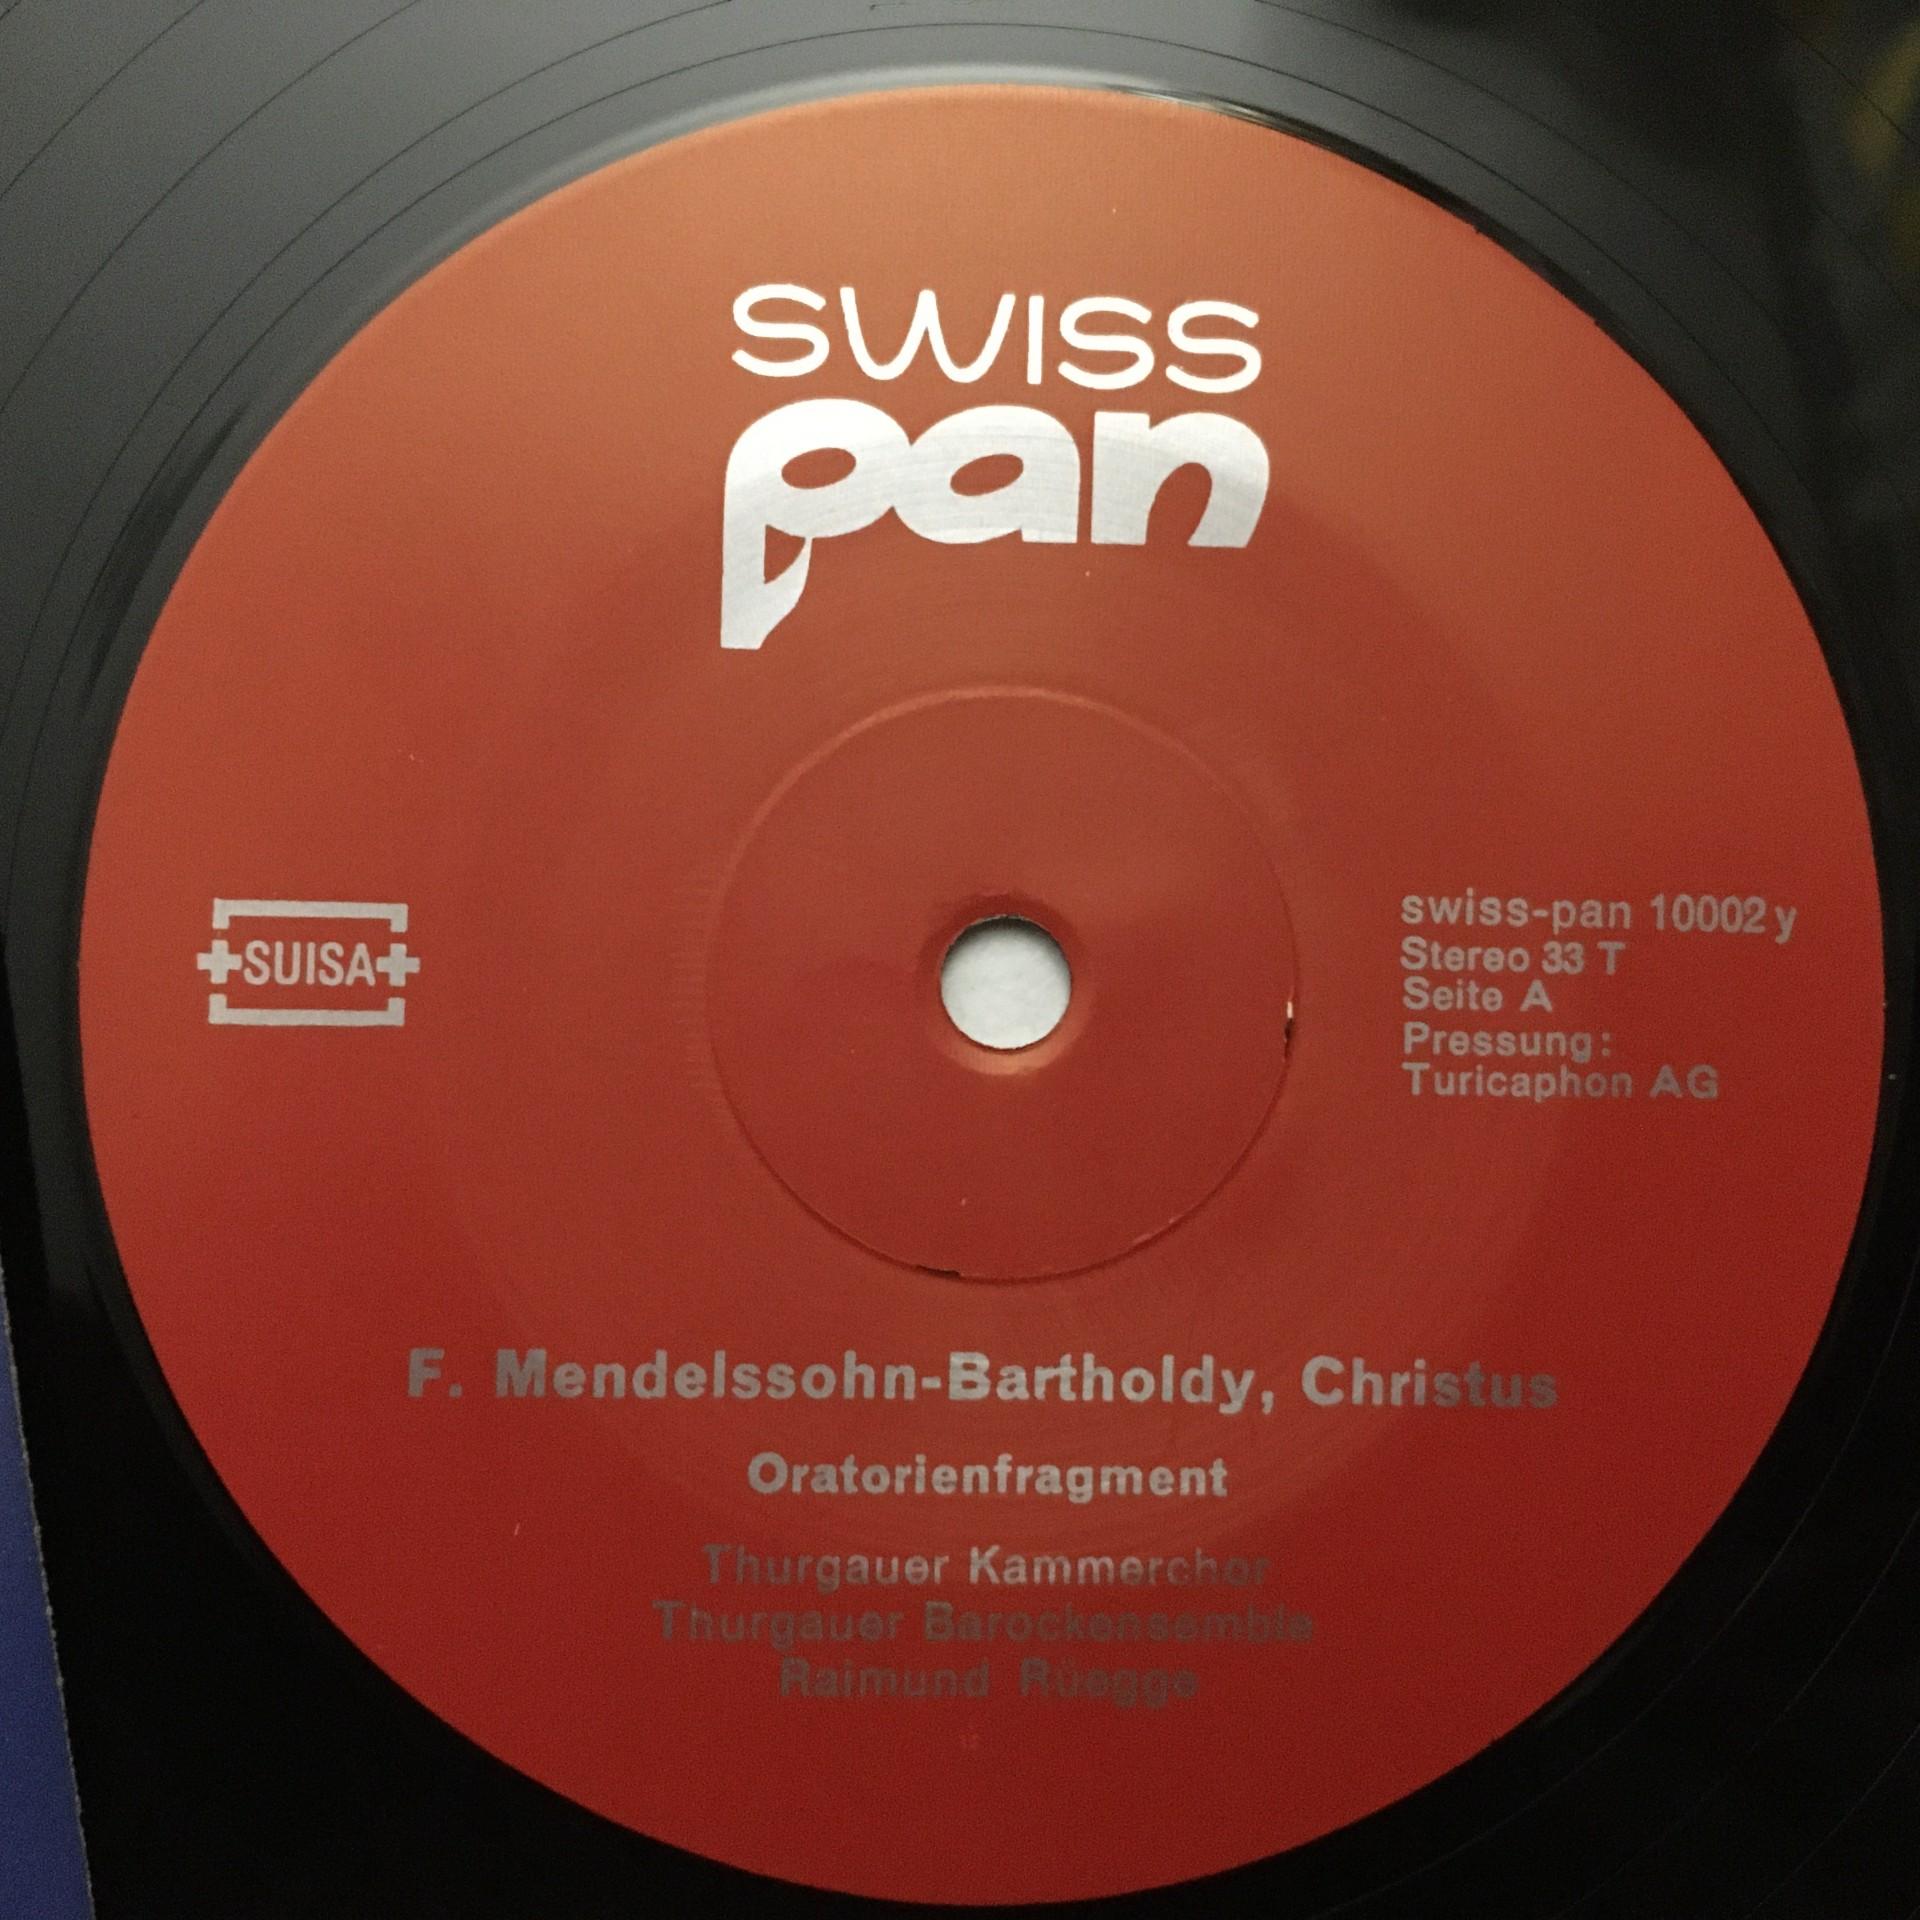 swiss
pan
SUISA
swiss-pan 10002 y
Stereo 33 T
Seite A
Pressung:
Turicaphon AG
F. Mendelssohn-Bartholdy, Christus
Oratorienfragment
Thurgauer Kammerchor
Thurgauer Barockensemble
Raimund Rüegge